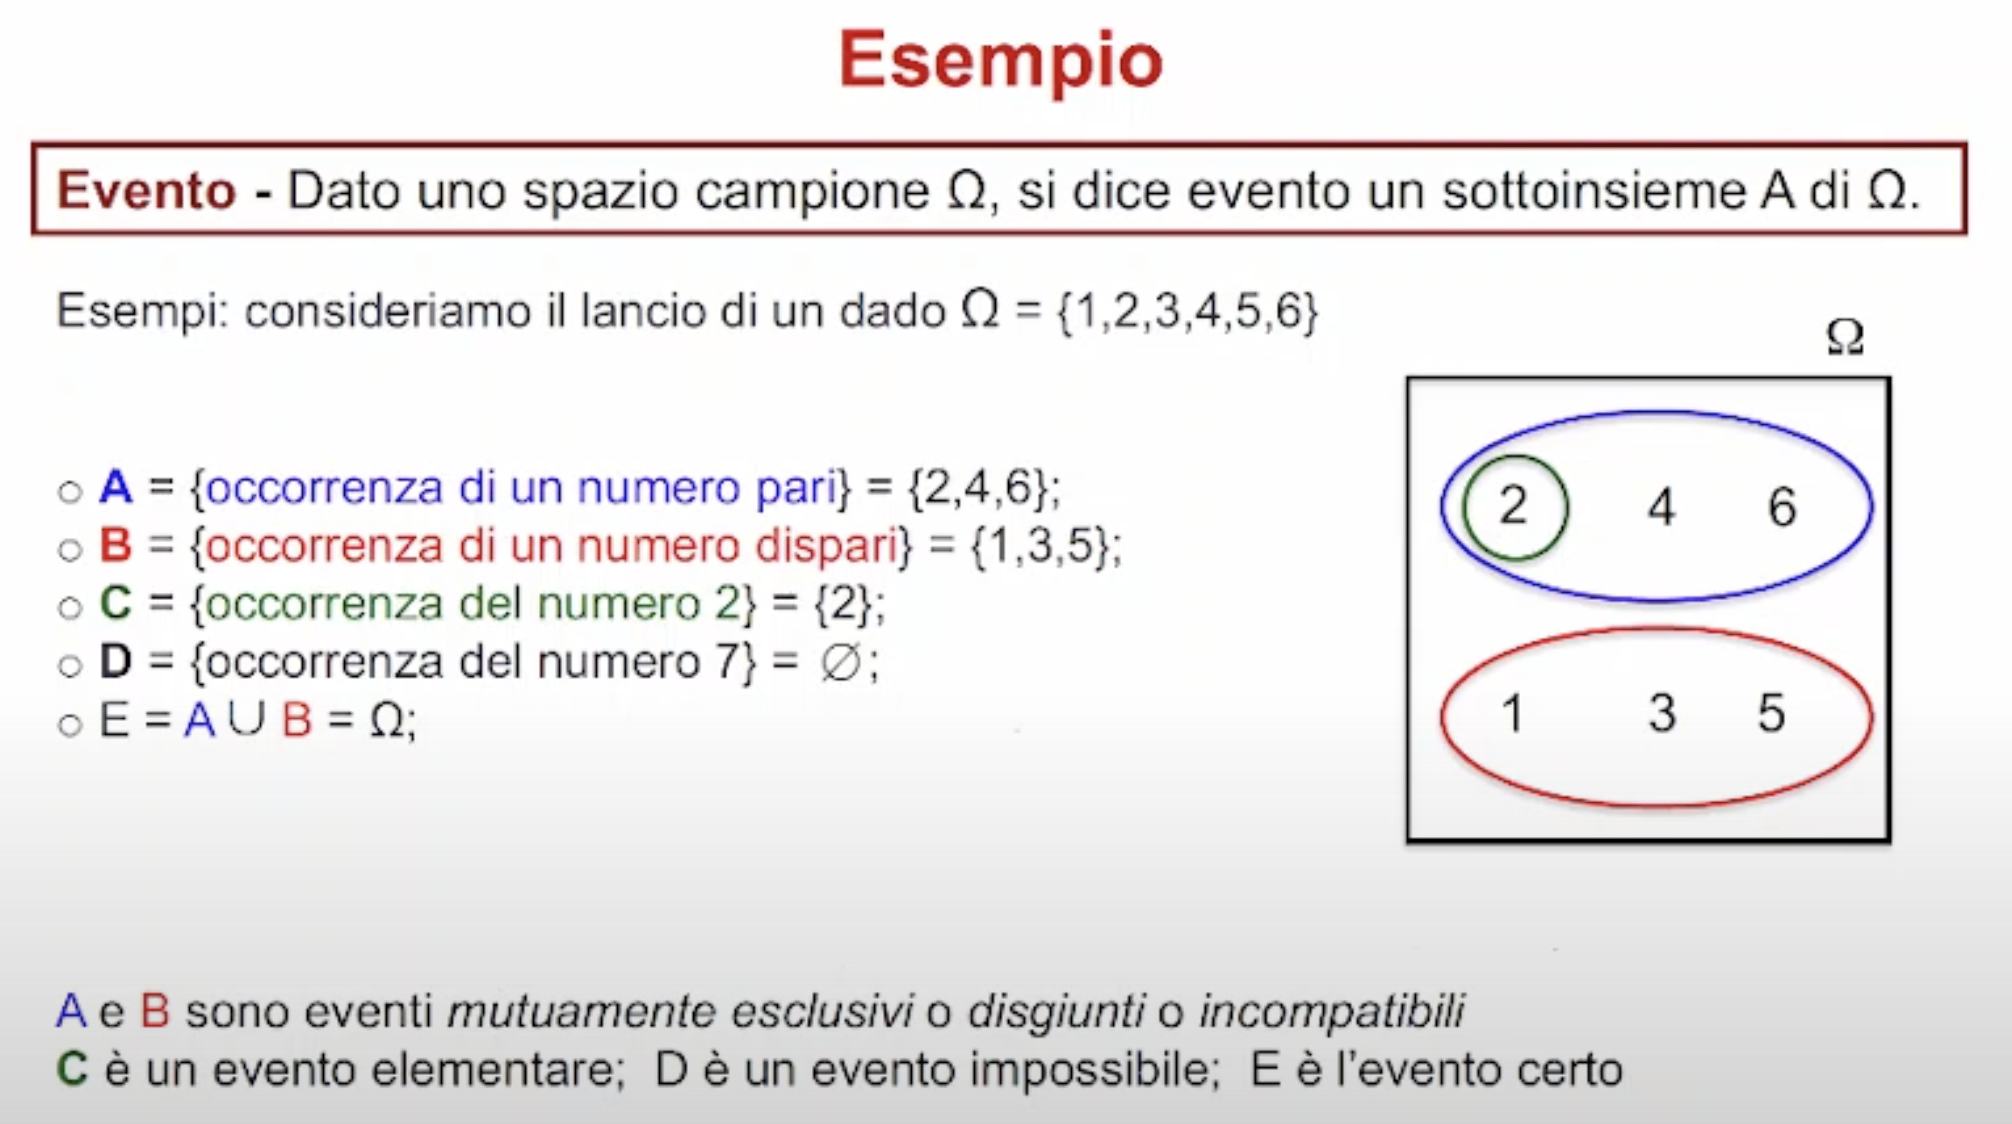 Esempio
Evento - Dato uno spazio campione Ω, si dice evento un sottoinsieme A di Ω.
Esempi: consideriamo il lancio di un dado Ω = {1,2,3,4,5,6}
Ω
○ A = {occorrenza di un numero pari} = {2,4,6};
○ B = {occorrenza di un numero dispari} = {1,3,5};
○ C = {occorrenza del numero 2} = {2};
○ D = {occorrenza del numero 7} = ∅;
○ E = A ∪ B = Ω;
2 4 6
1 3 5
A e B sono eventi mutuamente esclusivi o disgiunti o incompatibili
C è un evento elementare; D è un evento impossibile; E è l'evento certo